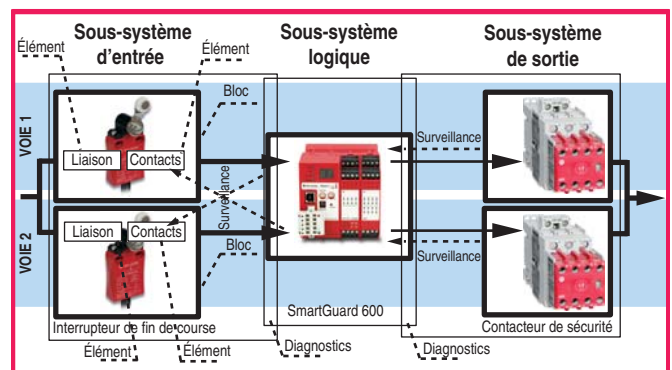 Sous-système
d'entrée
Sous-système
logique
Sous-système
de sortie
Élément
Élément
Bloc
VOIE 1
Liaison
Contacts
Surveillance
Surveillance
VOIE 2
Liaison
Contacts
Bloc
Surveillance
SmartGuard 600
Interrupteur de fin de course
Contacteur de sécurité
Élément
Élément
Diagnostics
Diagnostics